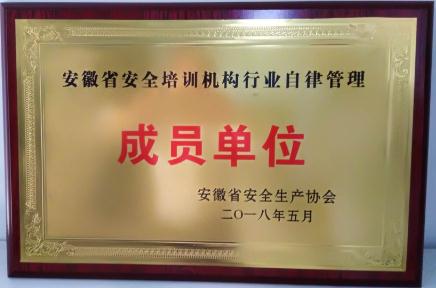 安徽省安全培训机构行业自律管理
成员单位
安徽省安全生产协会
二〇一八年五月